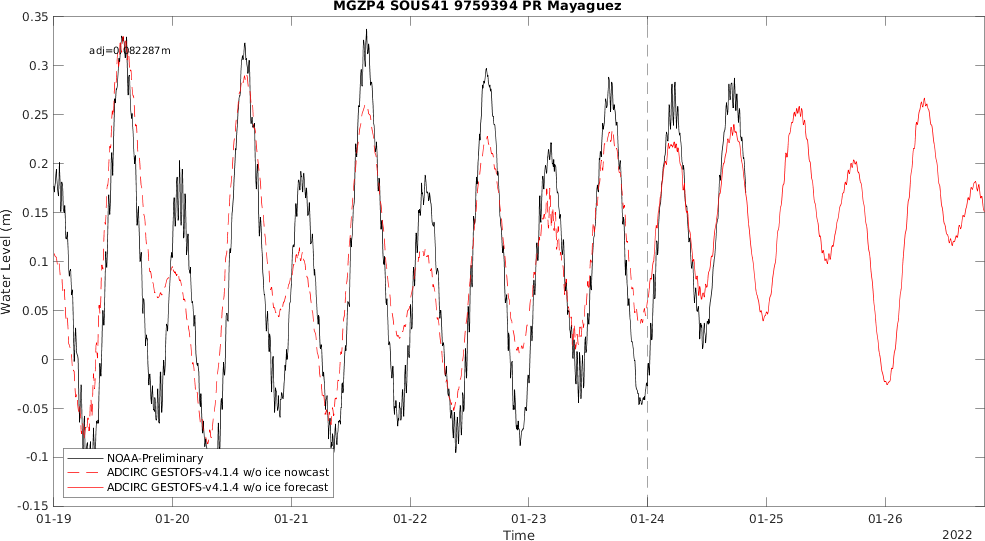 MGZP4 SOUS41 9759394 PR Mayaguez
adj=0.082287m
Water Level (m)
0.35
0.3
0.25
0.2
0.15
0.1
0.05
0
-0.05
-0.1
-0.15
NOAA-Preliminary
ADCIRC GESTOFS-v4.1.4 w/o ice nowcast
ADCIRC GESTOFS-v4.1.4 w/o ice forecast
01-19 01-20 01-21 01-22 01-23 01-24 01-25 01-26
Time
2022